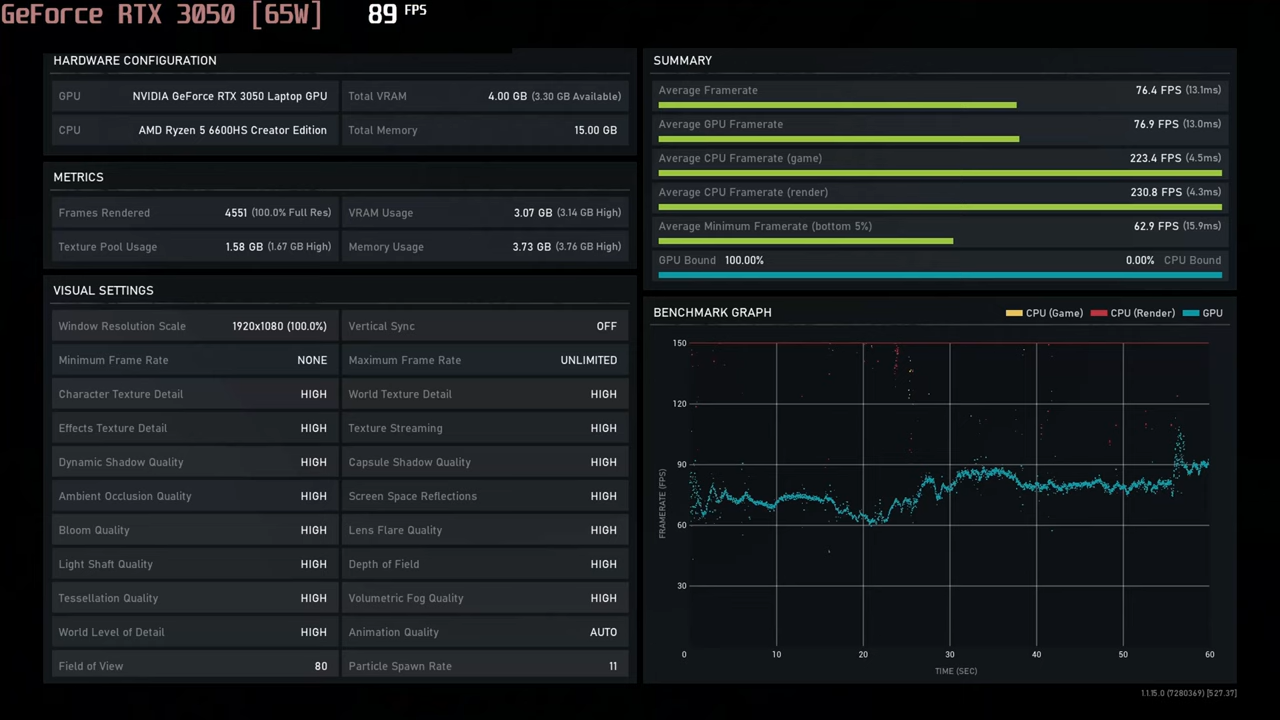 GeForce RTX 3050 [65W] 89 FPS
HARDWARE CONFIGURATION
GPU NVIDIA GeForce RTX 3050 Laptop GPU Total VRAM 4.00 GB (3.30 GB Available)
CPU AMD Ryzen 5 6600HS Creator Edition Total Memory 15.00 GB
METRICS
Frames Rendered 4551 (100.0% Full Res) VRAM Usage 3.07 GB (3.14 GB High)
Texture Pool Usage 1.58 GB (1.67 GB High) Memory Usage 3.73 GB (3.76 GB High)
VISUAL SETTINGS
Window Resolution Scale 1920x1080 (100.0%) Vertical Sync OFF
Minimum Frame Rate NONE Maximum Frame Rate UNLIMITED
Character Texture Detail HIGH World Texture Detail HIGH
Effects Texture Detail HIGH Texture Streaming HIGH
Dynamic Shadow Quality HIGH Capsule Shadow Quality HIGH
Ambient Occlusion Quality HIGH Screen Space Reflections HIGH
Bloom Quality HIGH Lens Flare Quality HIGH
Light Shaft Quality HIGH Depth of Field HIGH
Tessellation Quality HIGH Volumetric Fog Quality HIGH
World Level of Detail HIGH Animation Quality AUTO
Field of View 80 Particle Spawn Rate 11
SUMMARY
Average Framerate 76.4 FPS (13.1ms)
Average GPU Framerate 76.9 FPS (13.0ms)
Average CPU Framerate (game) 223.4 FPS (4.5ms)
Average CPU Framerate (render) 230.8 FPS (4.3ms)
Average Minimum Framerate (bottom 5%) 62.9 FPS (15.9ms)
GPU Bound 100.00% 0.00% CPU Bound
BENCHMARK GRAPH CPU (Game) CPU (Render) GPU
150
120
90
60
30
FRAMERATE (FPS)
0 10 20 30 40 50 60
TIME (SEC)
1.1.15.0 (7280369) [527.37]